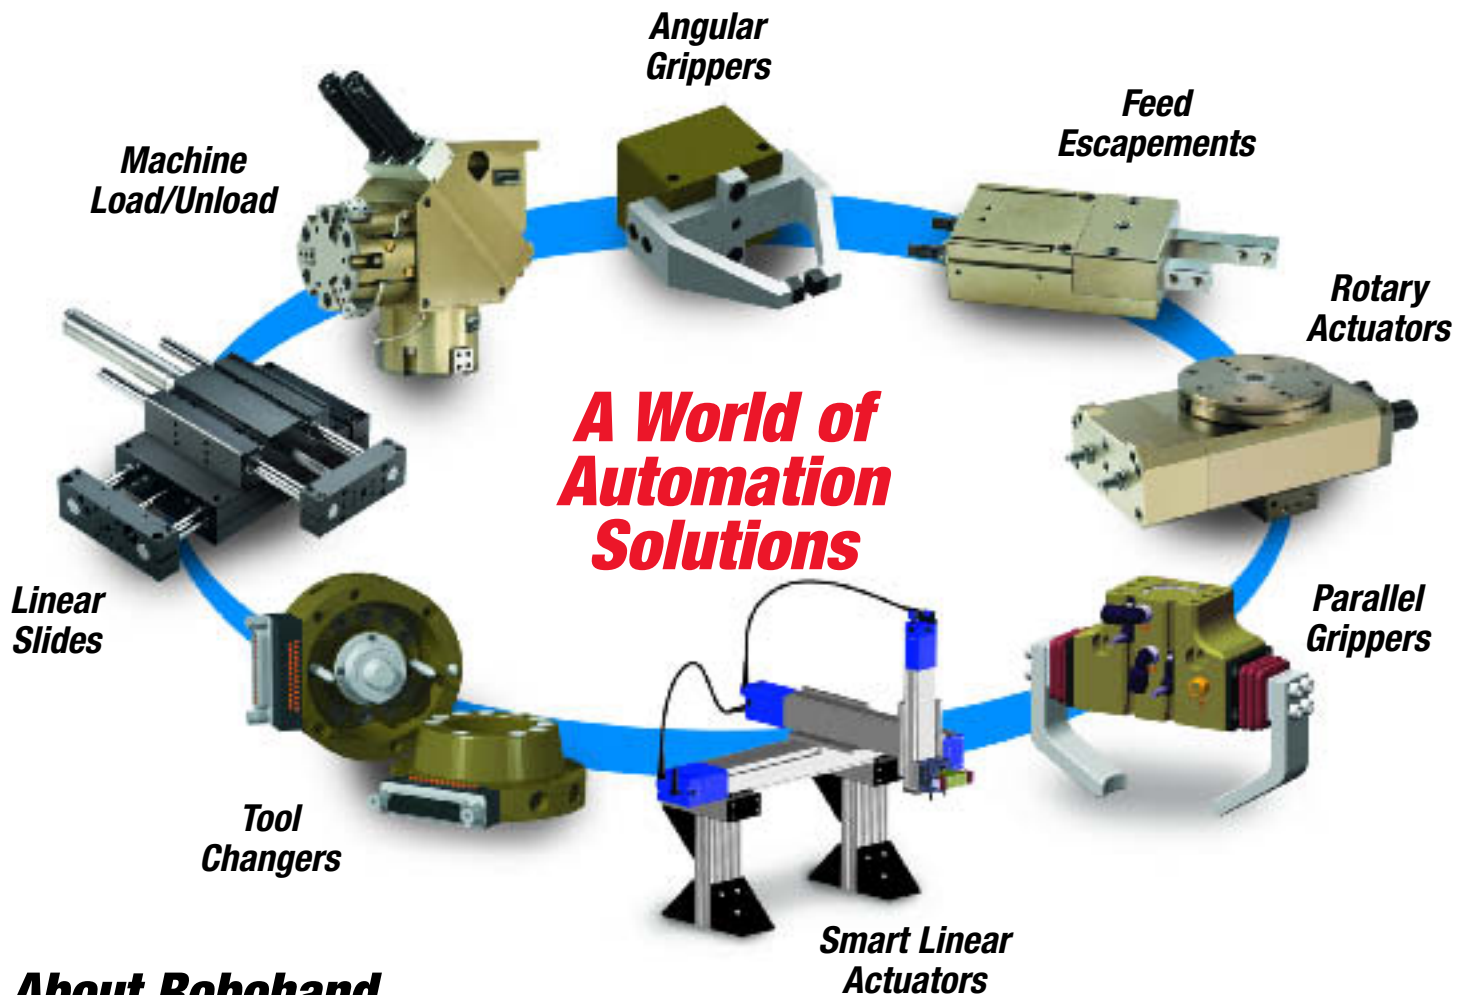 Angular
Grippers
Feed
Escapements
Machine
Load/Unload
Rotary
Actuators
A World of
Automation
Solutions
Linear
Slides
Parallel
Grippers
Tool
Changers
Smart Linear
Actuators
About Robohand